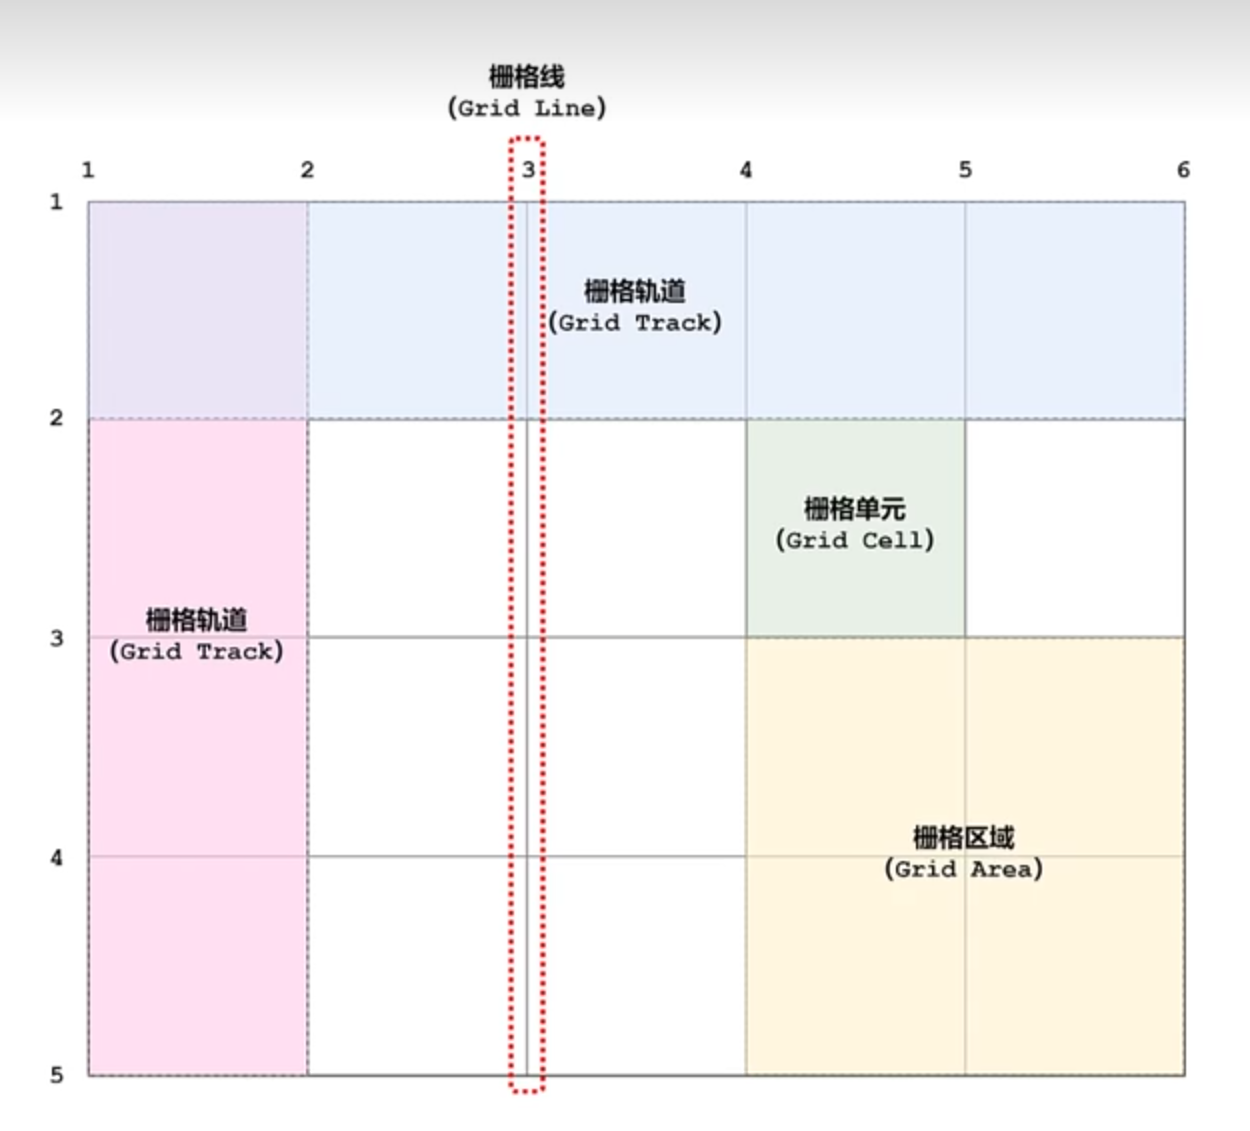 栅格线
(Grid Line)
1 2 3 4 5 6
1
栅格轨道
(Grid Track)
2
栅格单元
(Grid Cell)
栅格轨道
3
(Grid Track)
栅格区域
4
(Grid Area)
5